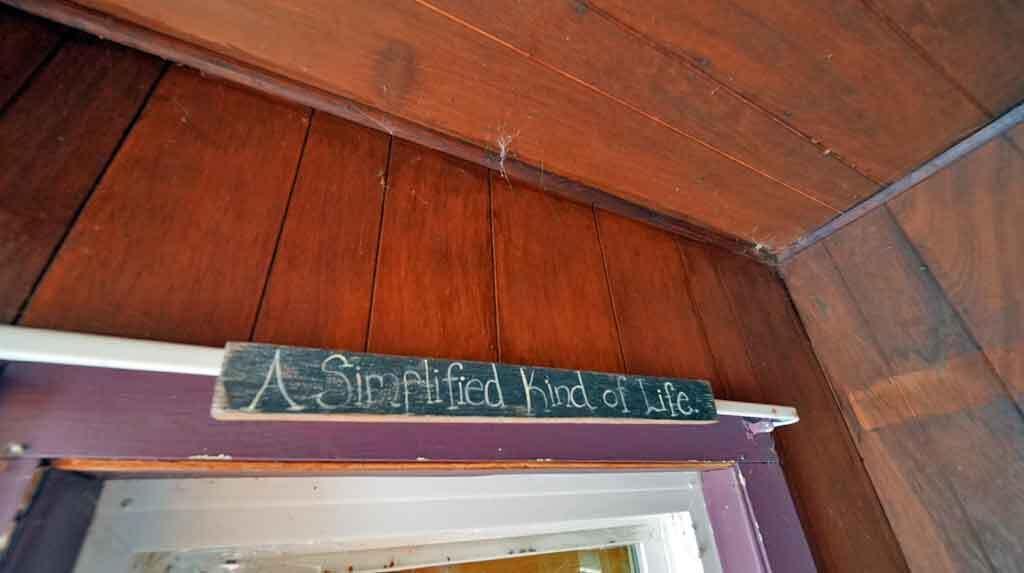 A Simplified Kind of Life.